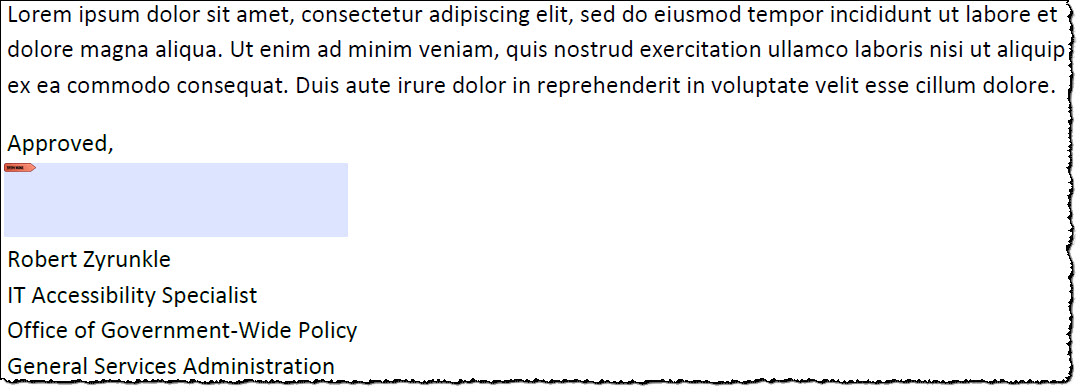 Lorem ipsum dolor sit amet, consectetur adipiscing elit, sed do eiusmod tempor incididunt ut labore et
dolore magna aliqua. Ut enim ad minim veniam, quis nostrud exercitation ullamco laboris nisi ut aliquip
ex ea commodo consequat. Duis aute irure dolor in reprehenderit in voluptate velit esse cillum dolore.
Approved,
Robert Zyrunkle
IT Accessibility Specialist
Office of Government-Wide Policy
General Services Administration